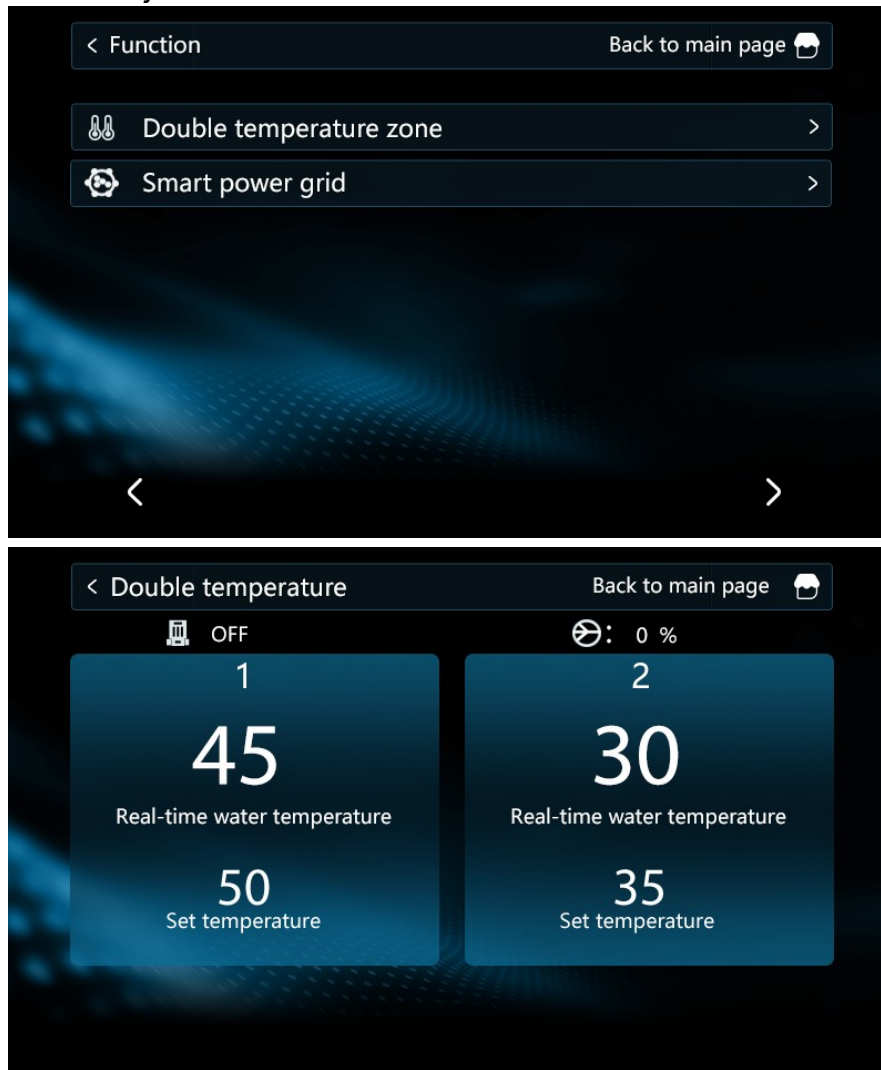 < Function Back to main page
Double temperature zone >
Smart power grid >
< >
< Double temperature Back to main page
OFF : 0 %
1 2
45 30
Real-time water temperature Real-time water temperature
50 35
Set temperature Set temperature